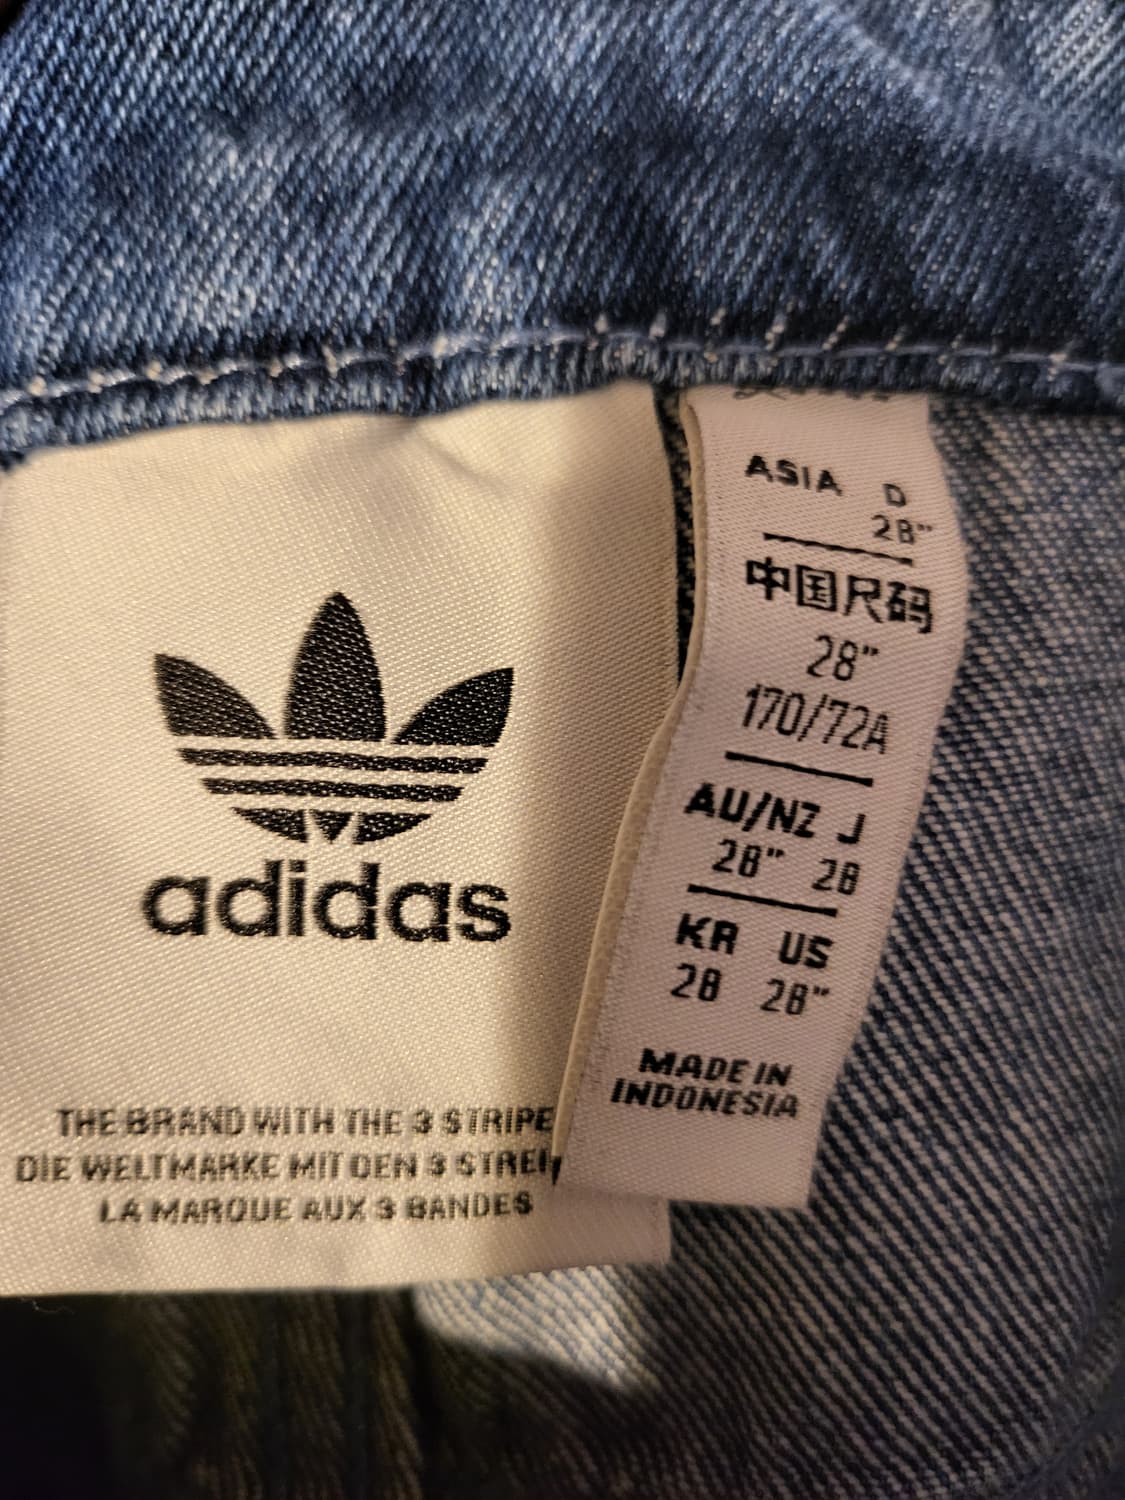 adidas
THE BRAND WITH THE 3 STRIPE
DIE WELTMARKE MIT DEN 3 STREI
LA MARQUE AUX 3 BANDES
ASIA D
28"
中国尺码
28"
170/72A
AU/NZ J
28" 28
KR US
28 28"
MADE IN
INDONESIA